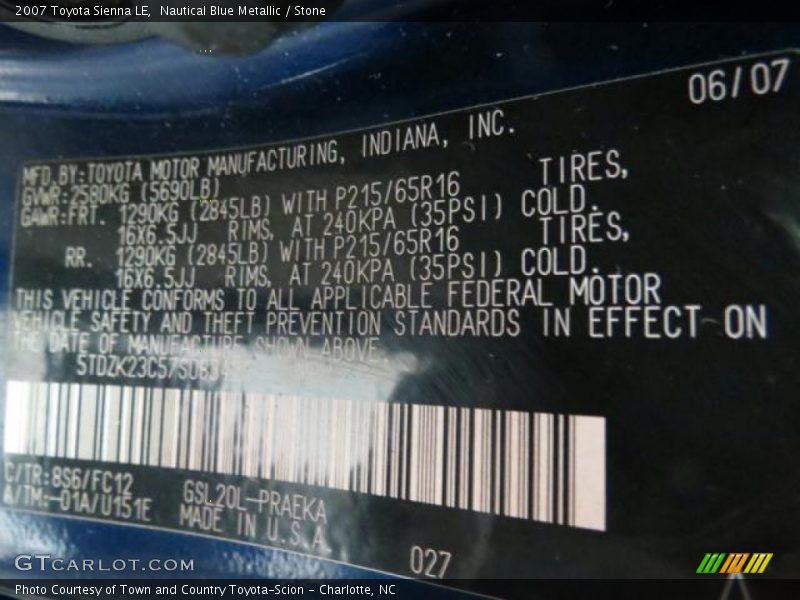 2007 Toyota Sienna LE,  Nautical Blue Metallic / Stone
06/07
MFD.BY:TOYOTA MOTOR MANUFACTURING, INDIANA, INC.
GVWR:2580KG (5690LB)
GAWR:FRT. 1290KG (2845LB) WITH P215/65R16 TIRES,
16X6.5JJ RIMS, AT 240KPA (35PSI) COLD.
RR. 1290KG (2845LB) WITH P215/65R16 TIRES,
16X6.5JJ RIMS, AT 240KPA (35PSI) COLD.
THIS VEHICLE CONFORMS TO ALL APPLICABLE FEDERAL MOTOR
VEHICLE SAFETY AND THEFT PREVENTION STANDARDS IN EFFECT ON
THE DATE OF MANUFACTURE SHOWN ABOVE.
C/TR:8S6/FC12
A/TM:-01A/U151E
GSL20L-PRAEKA
MADE IN U.S.A.
027
GTCARLOT.COM
Photo Courtesy of Town and Country Toyota-Scion - Charlotte, NC